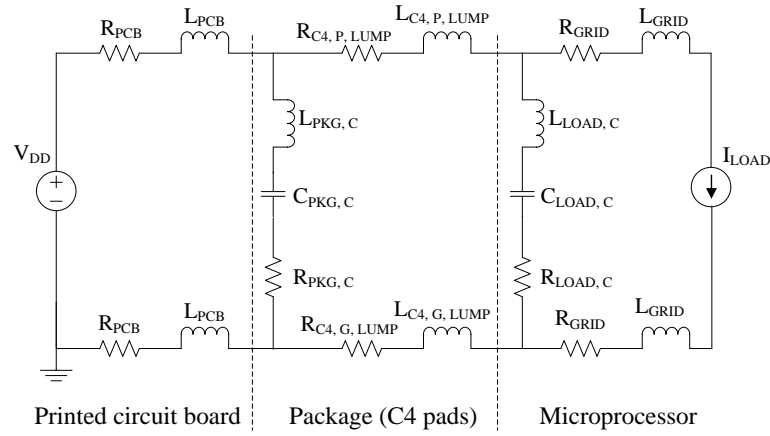 R_PCB
L_PCB
R_C4, P, LUMP
L_C4, P, LUMP
R_GRID
L_GRID
V_DD
+
−
L_PKG, C
C_PKG, C
R_PKG, C
L_LOAD, C
C_LOAD, C
R_LOAD, C
I_LOAD
R_PCB
L_PCB
R_C4, G, LUMP
L_C4, G, LUMP
R_GRID
L_GRID
Printed circuit board
Package (C4 pads)
Microprocessor